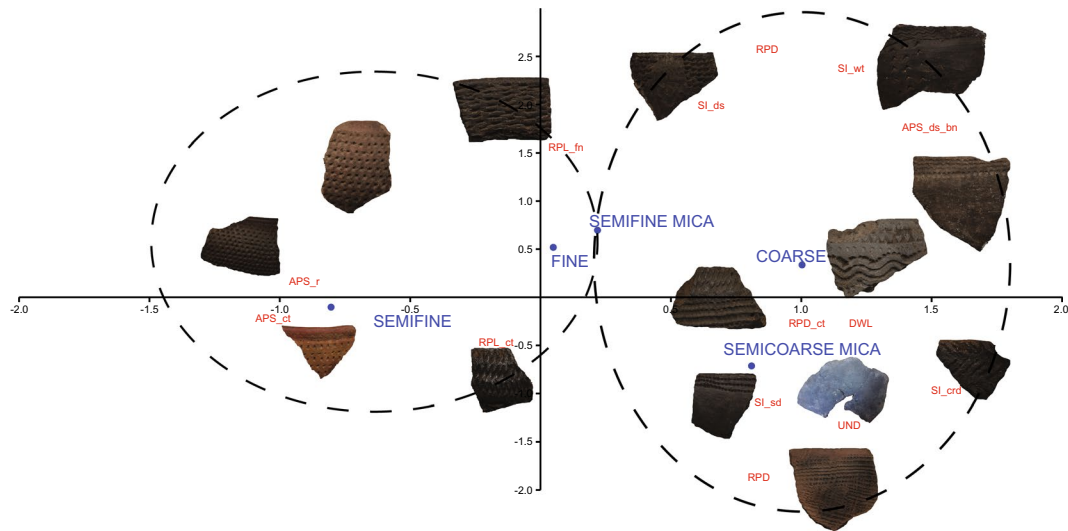 RPD
2.5
SI_wt
SI_ds
2.0
APS_ds_bn
RPL_fn
1.5
1.0
SEMIFINE MICA
0.5
FINE
COARSE
APS_r
-2.0
-1.5
-1.0
-0.5
0.5
1.0
1.5
2.0
APS_ct
SEMIFINE
RPD_ct
DWL
RPL_ct
-0.5
SEMICOARSE MICA
-1.0
SI_sd
SI_crd
UND
-1.5
RPD
-2.0